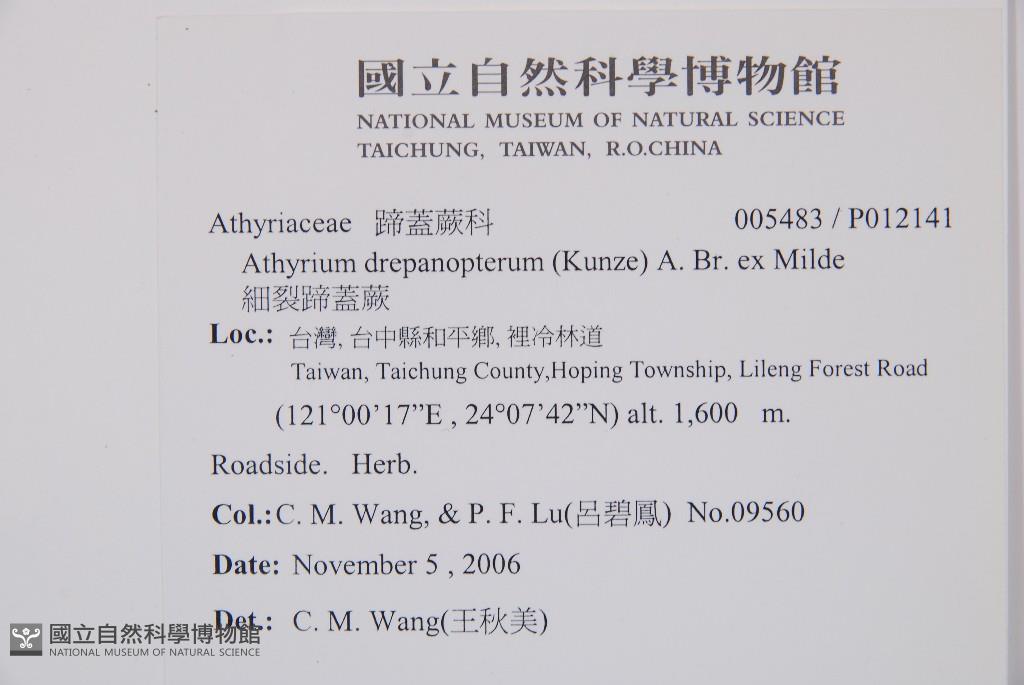 國立自然科學博物館
NATIONAL MUSEUM OF NATURAL SCIENCE
TAICHUNG, TAIWAN, R.O.CHINA
Athyriaceae 蹄蓋蕨科 005483 / P012141
Athyrium drepanopterum (Kunze) A. Br. ex Milde
細裂蹄蓋蕨
Loc.: 台灣, 台中縣和平鄉, 裡冷林道
Taiwan, Taichung County,Hoping Township, Lileng Forest Road
(121°00’17”E , 24°07’42”N) alt. 1,600 m.
Roadside. Herb.
Col.: C. M. Wang, & P. F. Lu(呂碧鳳) No.09560
Date: November 5 , 2006
Det.: C. M. Wang(王秋美)
國立自然科學博物館
NATIONAL MUSEUM OF NATURAL SCIENCE